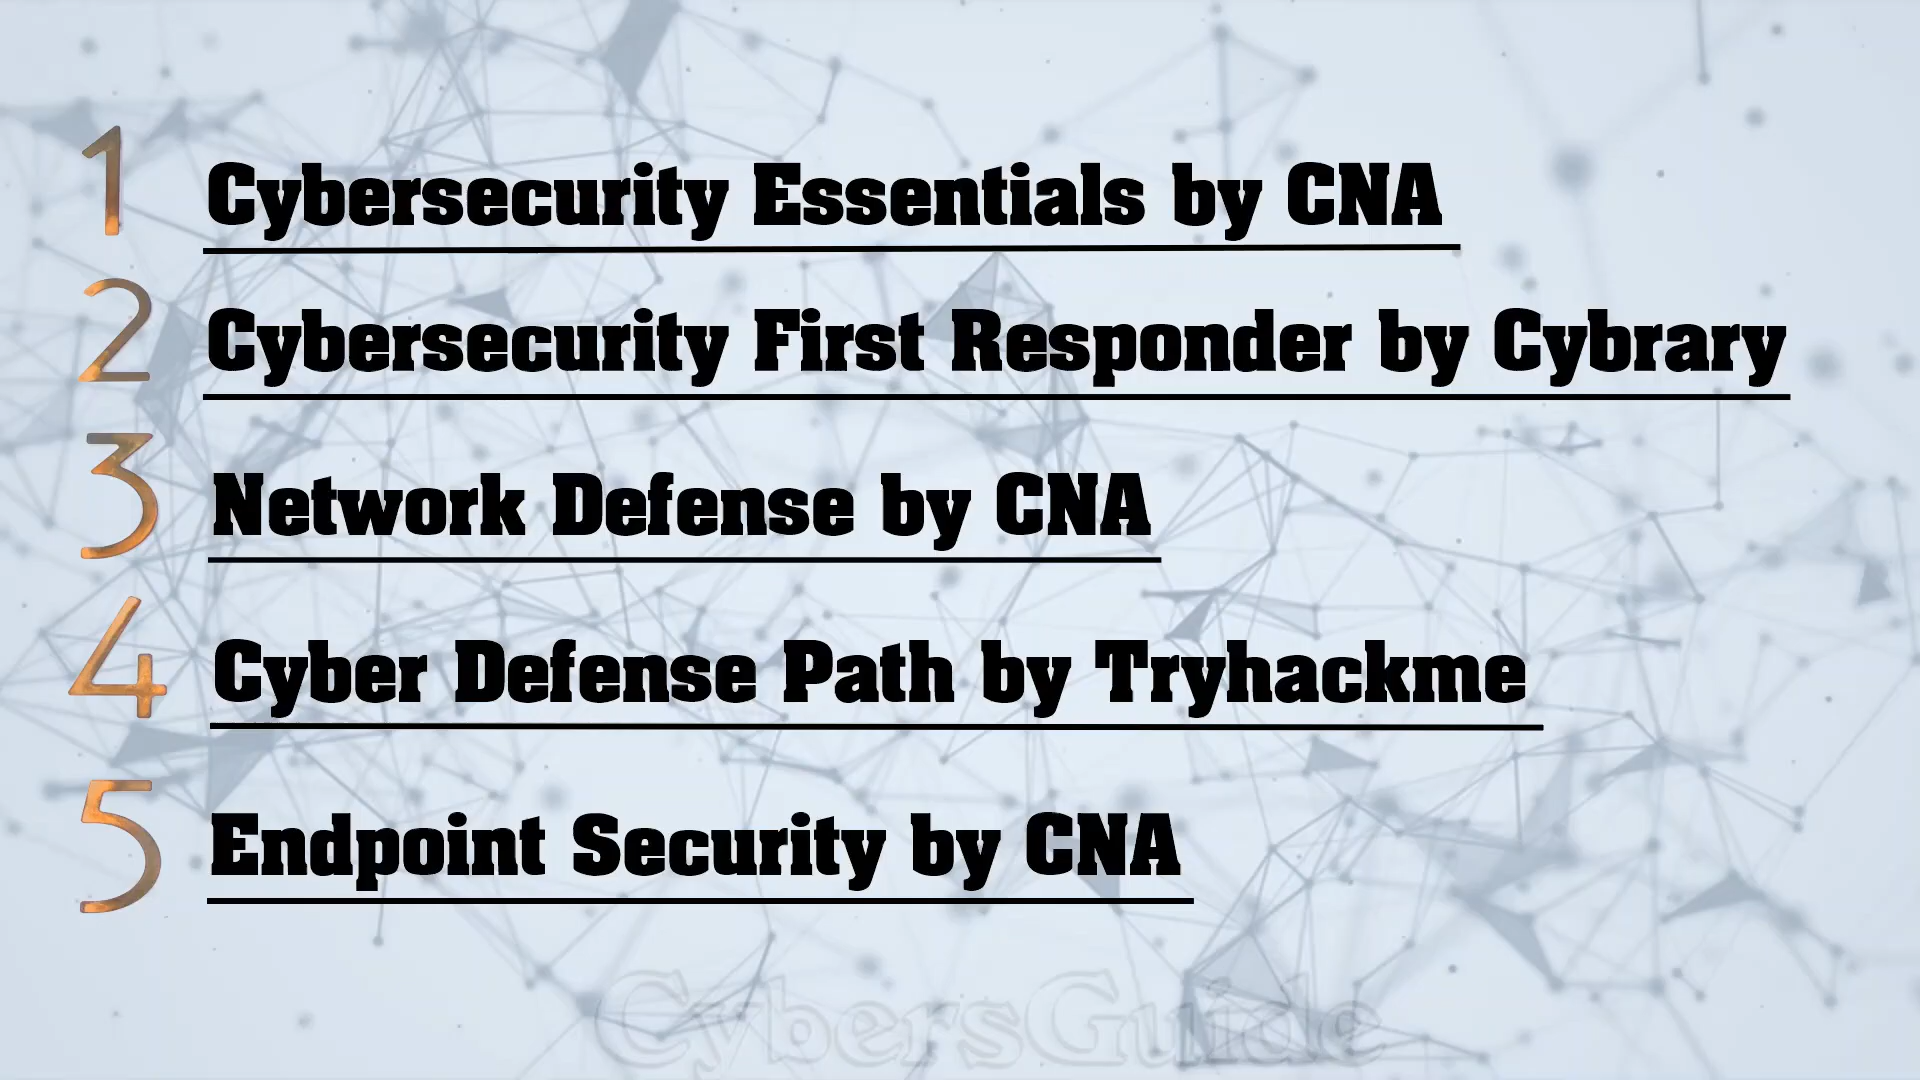 1 Cybersecurity Essentials by CNA
2 Cybersecurity First Responder by Cybrary
3 Network Defense by CNA
4 Cyber Defense Path by Tryhackme
5 Endpoint Security by CNA
CybersGuide